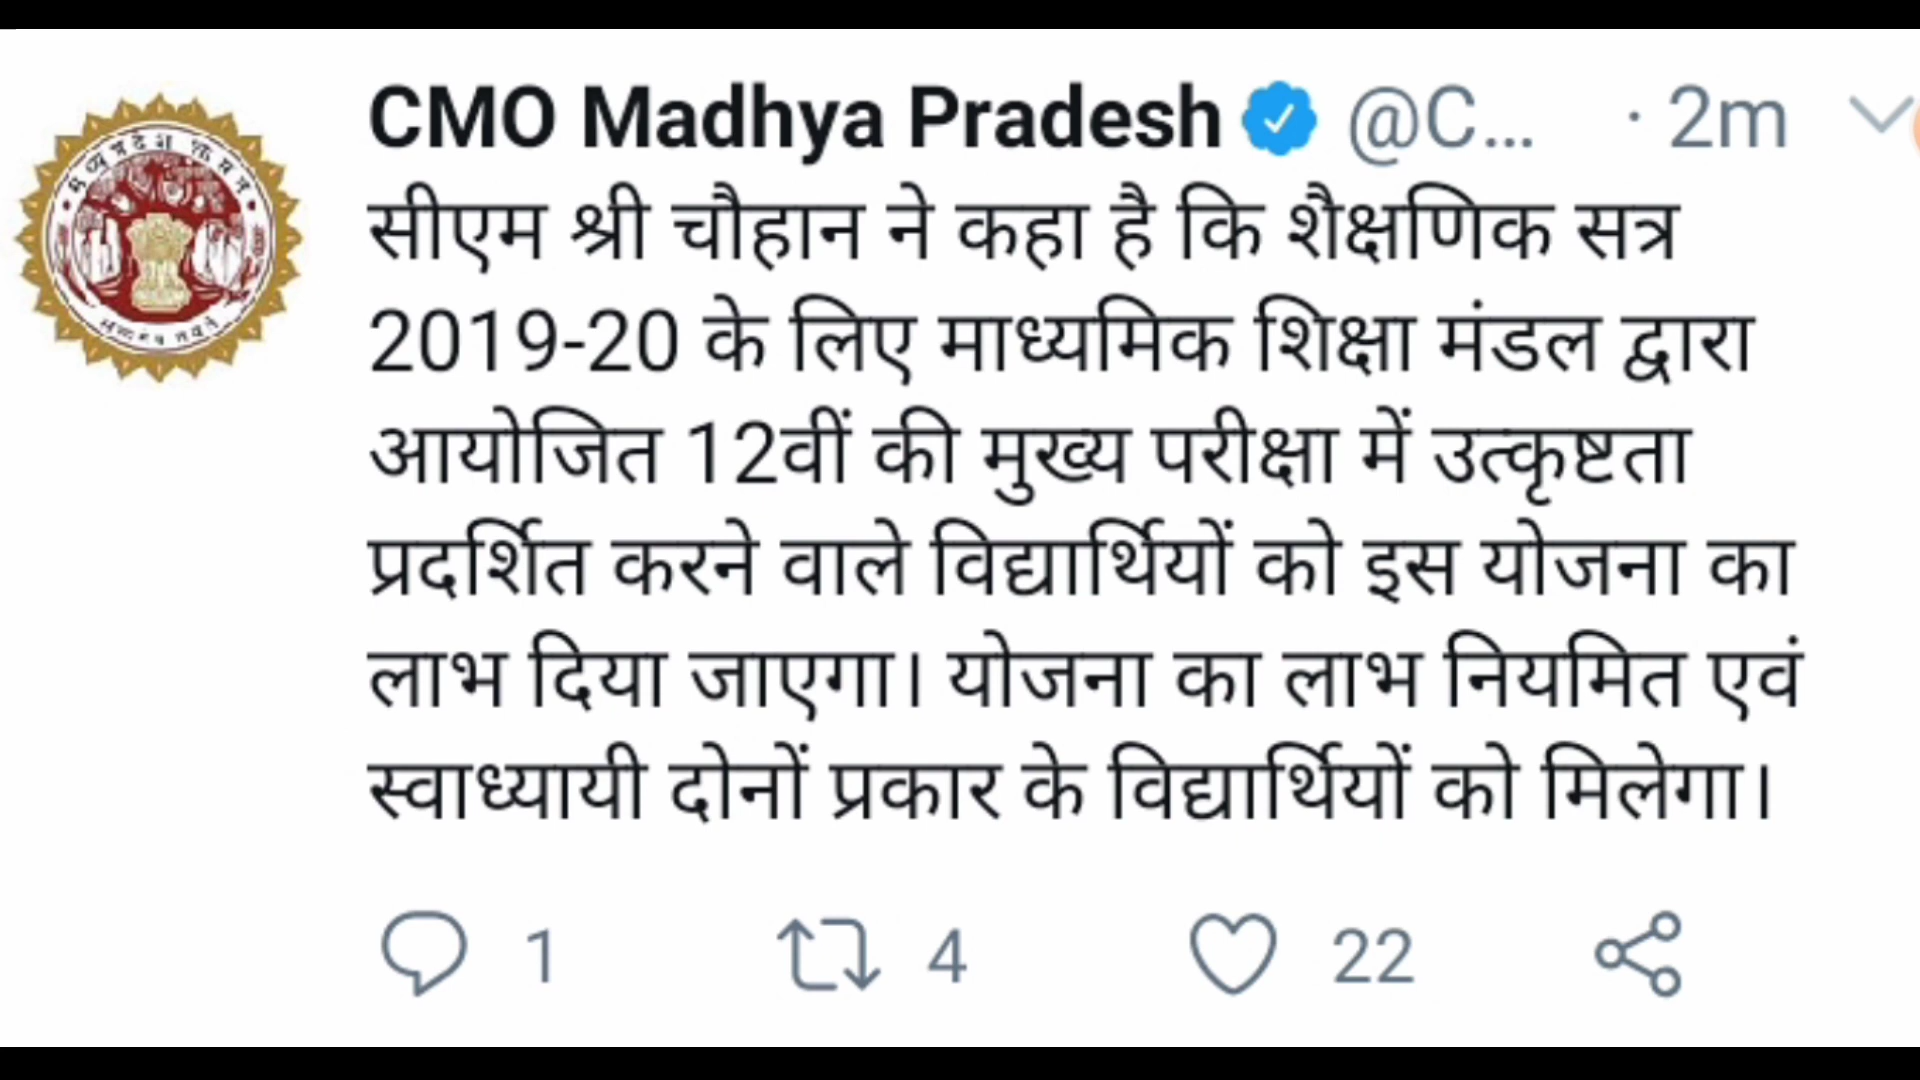 CMO Madhya Pradesh @C... · 2m
सीएम श्री चौहान ने कहा है कि शैक्षणिक सत्र
2019-20 के लिए माध्यमिक शिक्षा मंडल द्वारा
आयोजित 12वीं की मुख्य परीक्षा में उत्कृष्टता
प्रदर्शित करने वाले विद्यार्थियों को इस योजना का
लाभ दिया जाएगा। योजना का लाभ नियमित एवं
स्वाध्यायी दोनों प्रकार के विद्यार्थियों को मिलेगा।
1 4 22